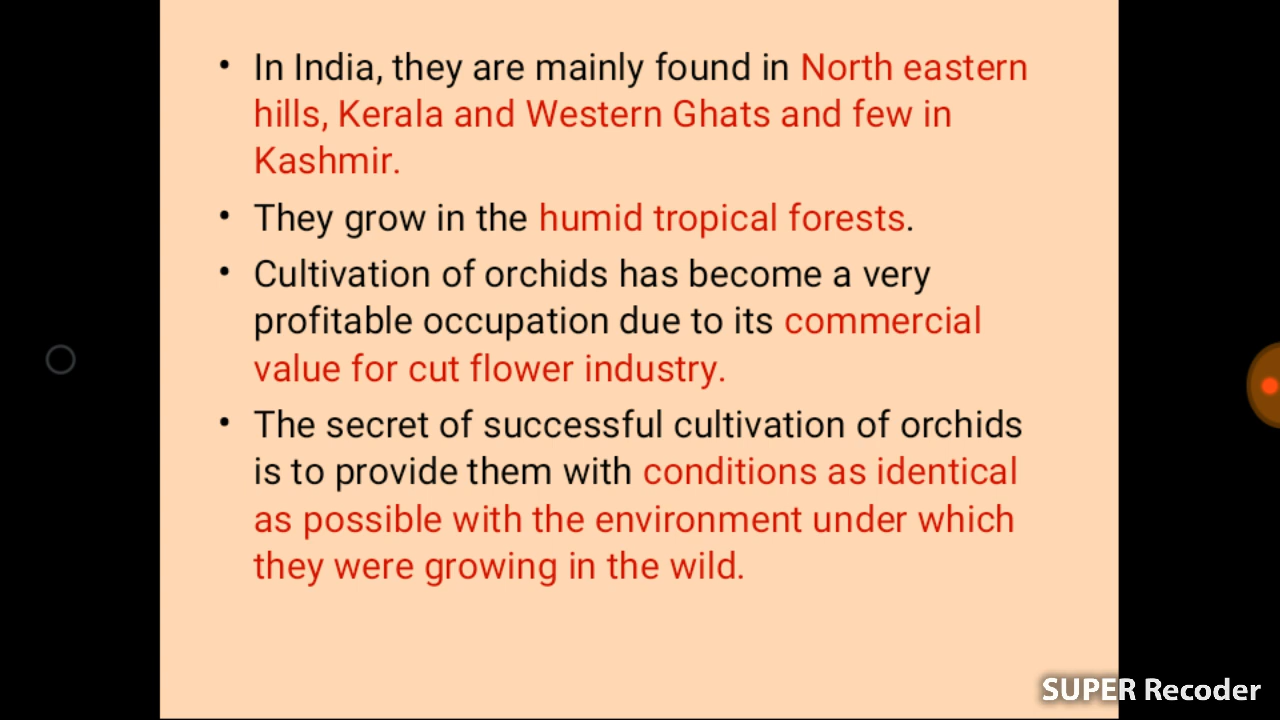 • In India, they are mainly found in North eastern
hills, Kerala and Western Ghats and few in
Kashmir.
• They grow in the humid tropical forests.
• Cultivation of orchids has become a very
profitable occupation due to its commercial
value for cut flower industry.
• The secret of successful cultivation of orchids
is to provide them with conditions as identical
as possible with the environment under which
they were growing in the wild.
SUPER Recoder